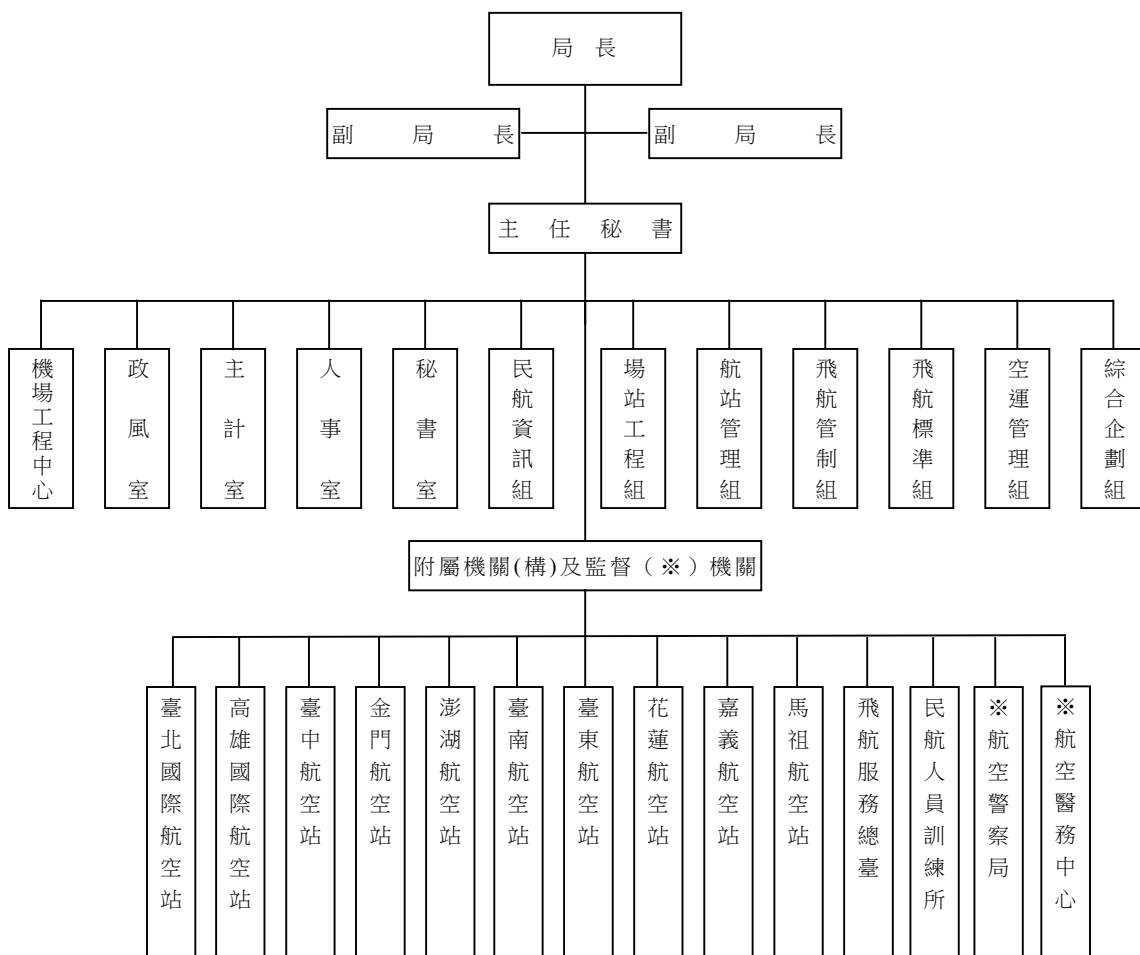 局長
副局長
副局長
主任秘書
機場工程中心
政風室
主計室
人事室
秘書室
民航資訊組
場站工程組
航站管理組
飛航管制組
飛航標準組
空運管理組
綜合企劃組
附屬機關(構)及監督（※）機關
臺北國際航空站
高雄國際航空站
臺中航空站
金門航空站
澎湖航空站
臺南航空站
臺東航空站
花蓮航空站
嘉義航空站
馬祖航空站
飛航服務總臺
民航人員訓練所
※航空警察局
※航空醫務中心